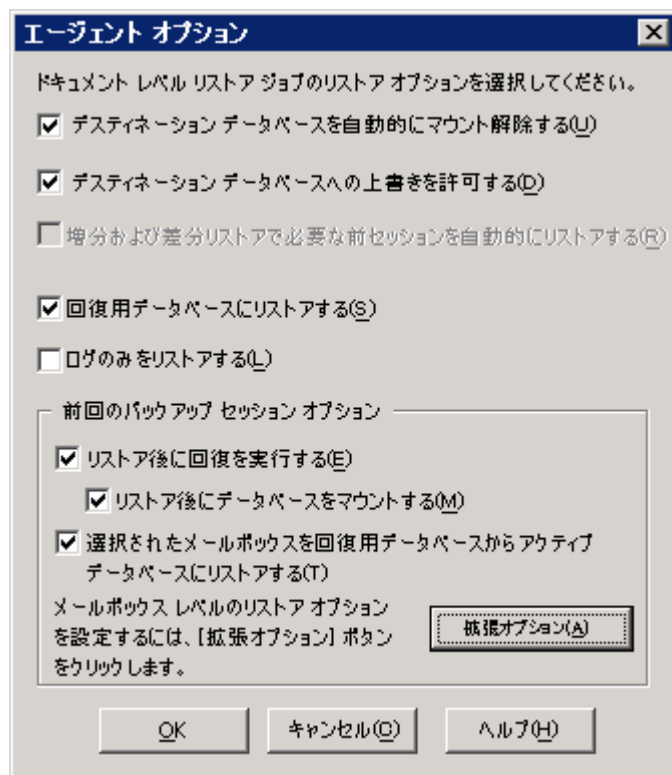 エージェント オプション
ドキュメント レベル リストア ジョブのリストア オプションを選択してください。
デスティネーション データベースを自動的にマウント解除する(U)
デスティネーション データベースへの上書きを許可する(D)
増分および差分リストアで必要な前セッションを自動的にリストアする(R)
回復用データベースにリストアする(S)
ログのみをリストアする(L)
前回のバックアップ セッション オプション
リストア後に回復を実行する(E)
リストア後にデータベースをマウントする(M)
選択されたメールボックスを回復用データベースからアクティブ
データベースにリストアする(T)
メールボックス レベルのリストア オプション
を設定するには、[拡張オプション] ボタン
をクリックします。
拡張オプション(A)
OK
キャンセル(C)
ヘルプ(H)